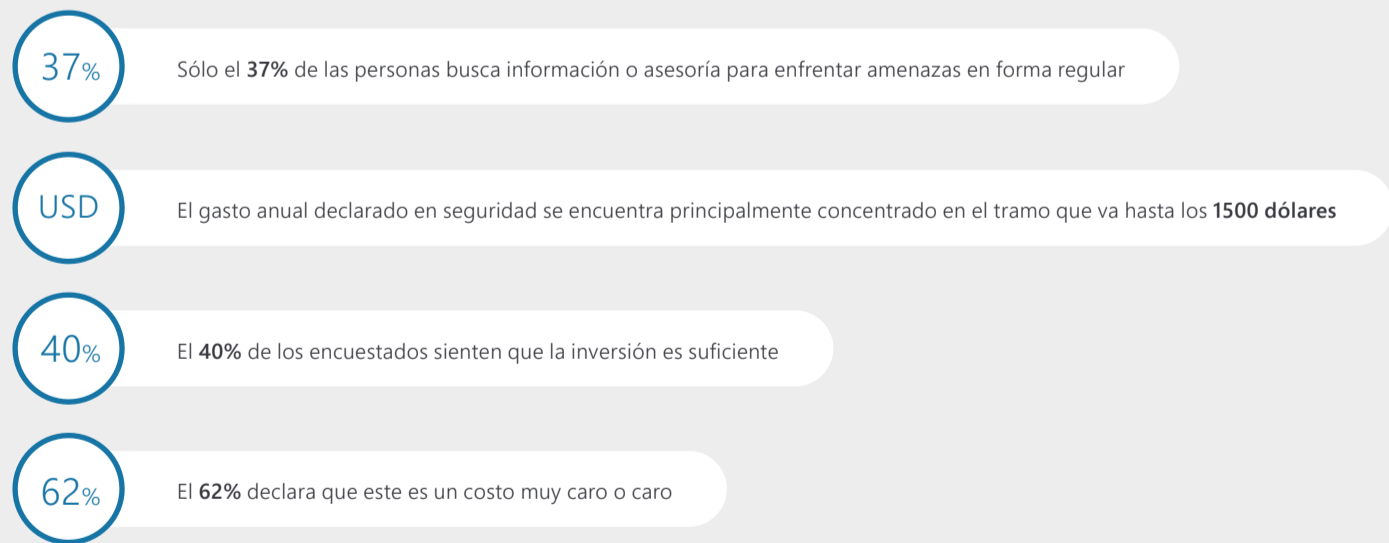 37%
Sólo el 37% de las personas busca información o asesoría para enfrentar amenazas en forma regular
USD
El gasto anual declarado en seguridad se encuentra principalmente concentrado en el tramo que va hasta los 1500 dólares
40%
El 40% de los encuestados sienten que la inversión es suficiente
62%
El 62% declara que este es un costo muy caro o caro